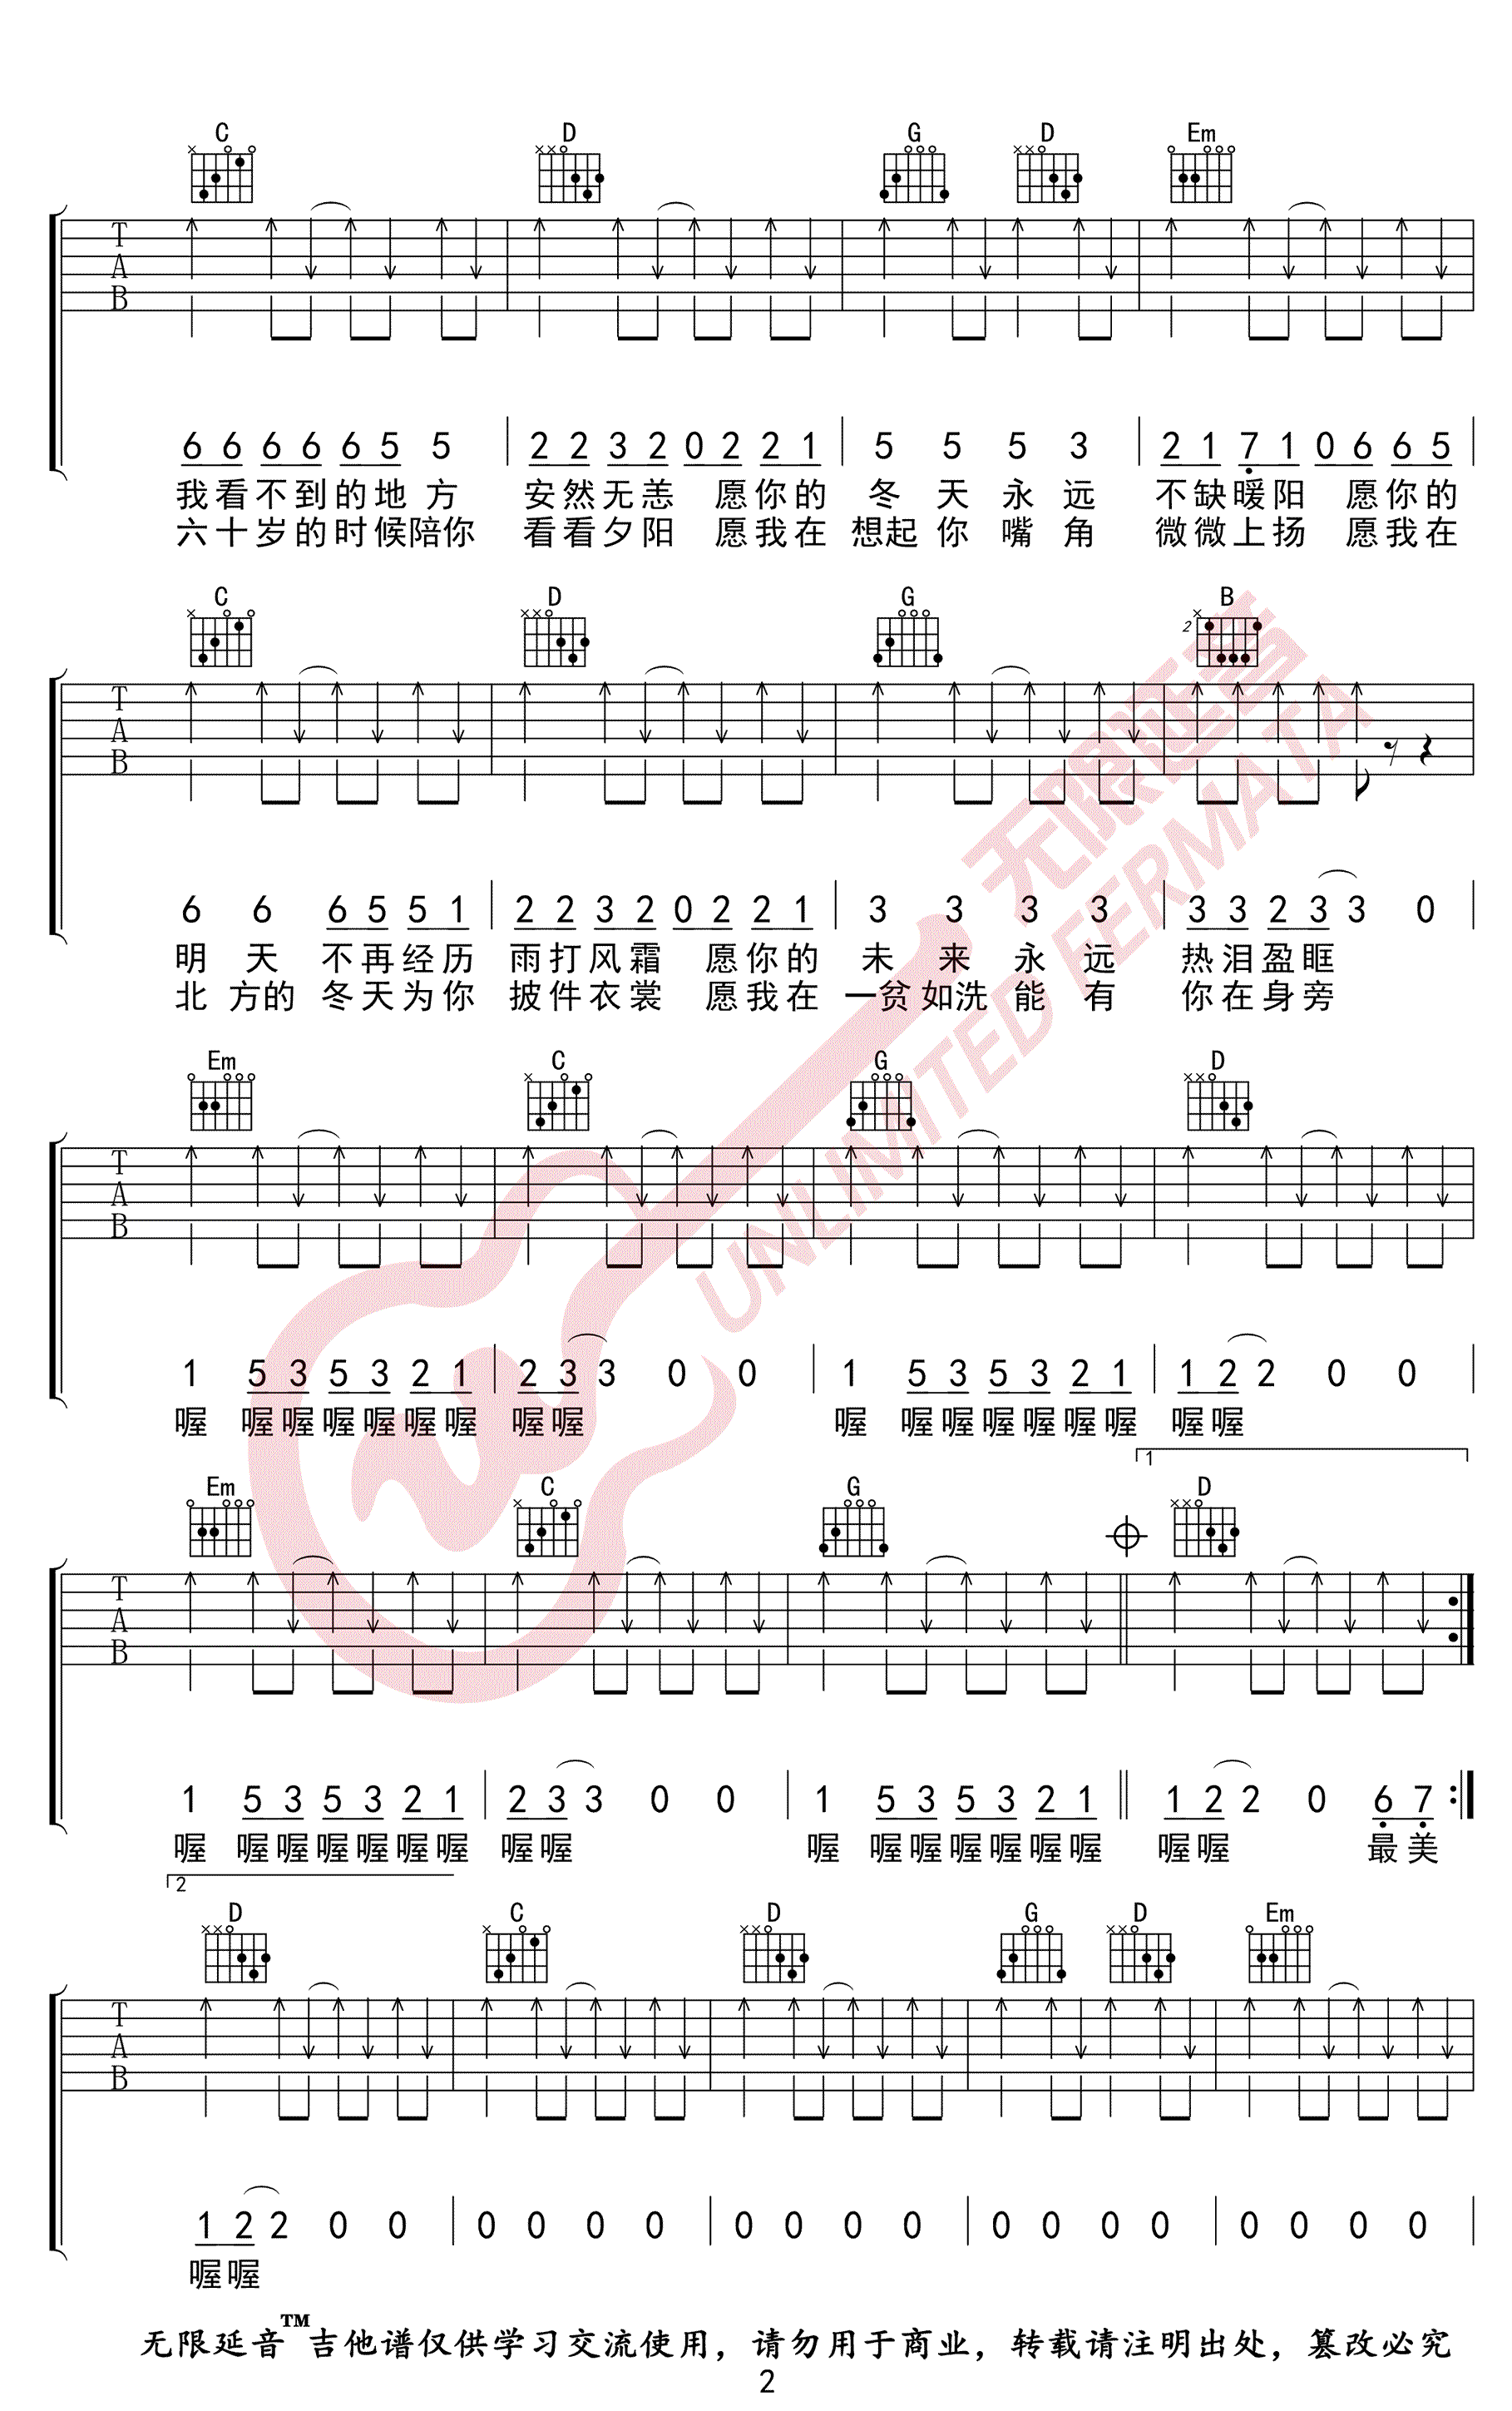 C D G D Em
T
A
B
6 6 6 6 6 5 5 2 2 3 2 0 2 2 1 5 5 5 3 2 1 7 1 0 6 6 5
我看不到的地方 安然无恙 愿你的 冬天永远 不缺暖阳 愿你的
六十岁的时候陪你 看看夕阳 愿我在 想起你嘴角 微微上扬 愿我在
C D G B
2
T
A
B
6 6 6 5 5 1 2 2 3 2 0 2 2 1 3 3 3 3 3 3 2 3 3 0
明天不再经历 雨打风霜 愿你的 未来永远 热泪盈眶
北方的冬天为你 披件衣裳 愿我在 一贫如洗能有 你在身旁
Em C G D
T
A
B
1 5 3 5 3 2 1 2 3 3 0 0 1 5 3 5 3 2 1 1 2 2 0 0
喔 喔喔喔喔喔喔 喔喔 喔 喔喔喔喔喔喔 喔喔
1
Em C G D
T
A
B
1 5 3 5 3 2 1 2 3 3 0 0 1 5 3 5 3 2 1 1 2 2 0 6 7
喔 喔喔喔喔喔喔 喔喔 喔 喔喔喔喔喔喔 喔喔 最美
2
D C D G D Em
T
A
B
1 2 2 0 0 0 0 0 0 0 0 0 0 0 0 0 0 0 0 0 0
喔喔
无限延音™吉他谱仅供学习交流使用，请勿用于商业，转载请注明出处，篡改必究
2
无限延音
UNLIMITED FERMATA